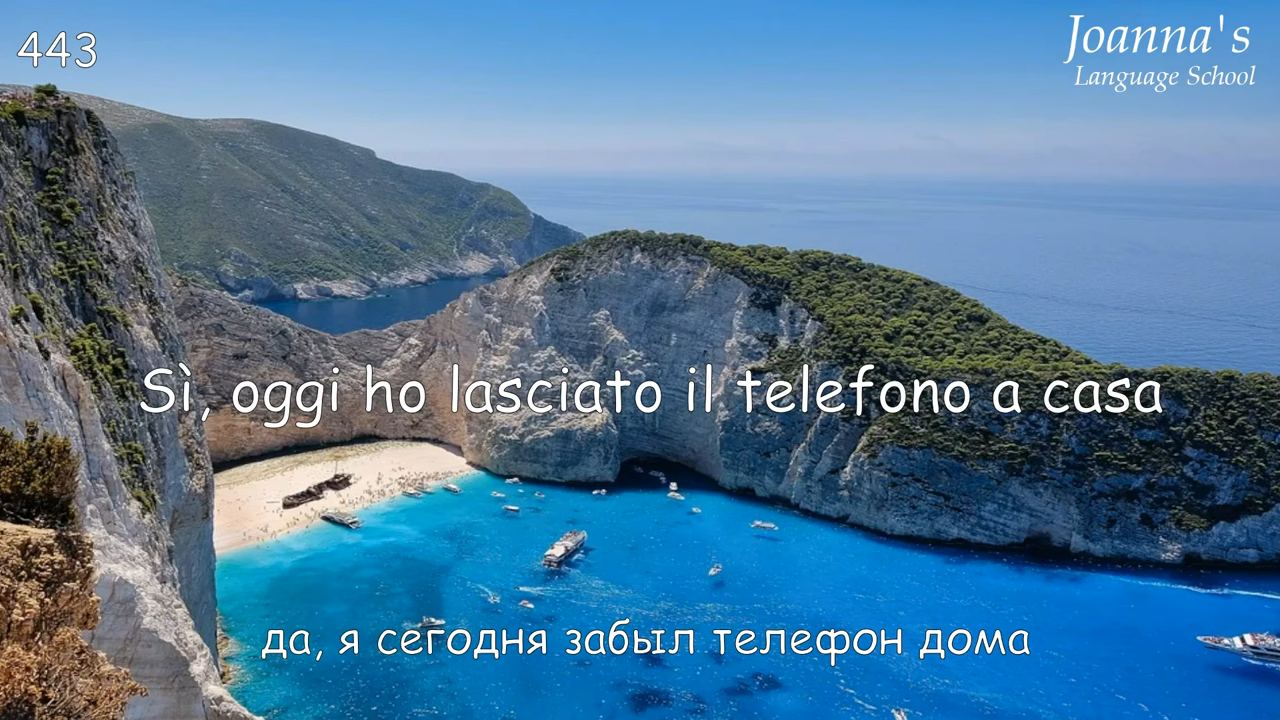 443
Joanna's
Language School
Sì, oggi ho lasciato il telefono a casa
да, я сегодня забыл телефон дома